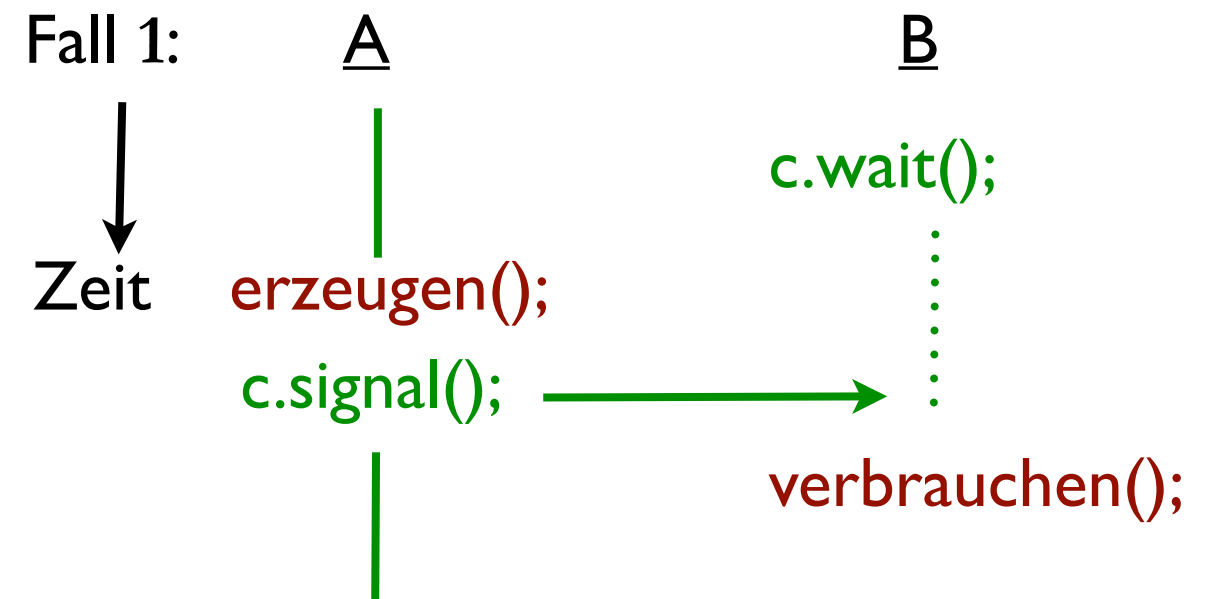 Fall 1: A B
c.wait();
Zeit erzeugen();
c.signal();
verbrauchen();